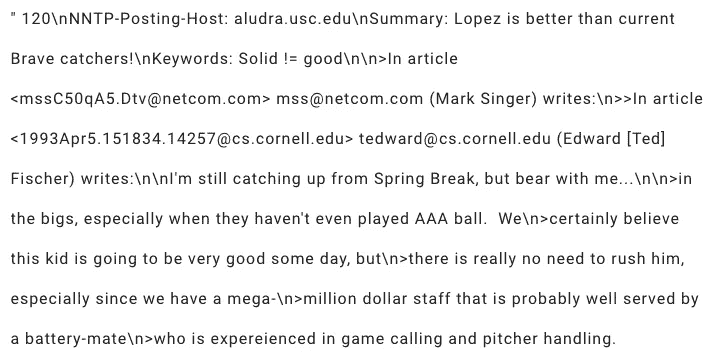 " 120\nNNTP-Posting-Host: aludra.usc.edu\nSummary: Lopez is better than current
Brave catchers!\nKeywords: Solid != good\n\n>In article
<mssC50qA5.Dtv@netcom.com> mss@netcom.com (Mark Singer) writes:\n>>In article
<1993Apr5.151834.14257@cs.cornell.edu> tedward@cs.cornell.edu (Edward [Ted]
Fischer) writes:\n\nI'm still catching up from Spring Break, but bear with me...\n\n>in
the bigs, especially when they haven't even played AAA ball.  We\n>certainly believe
this kid is going to be very good some day, but\n>there is really no need to rush him,
especially since we have a mega-\n>million dollar staff that is probably well served by
a battery-mate\n>who is expereienced in game calling and pitcher handling.